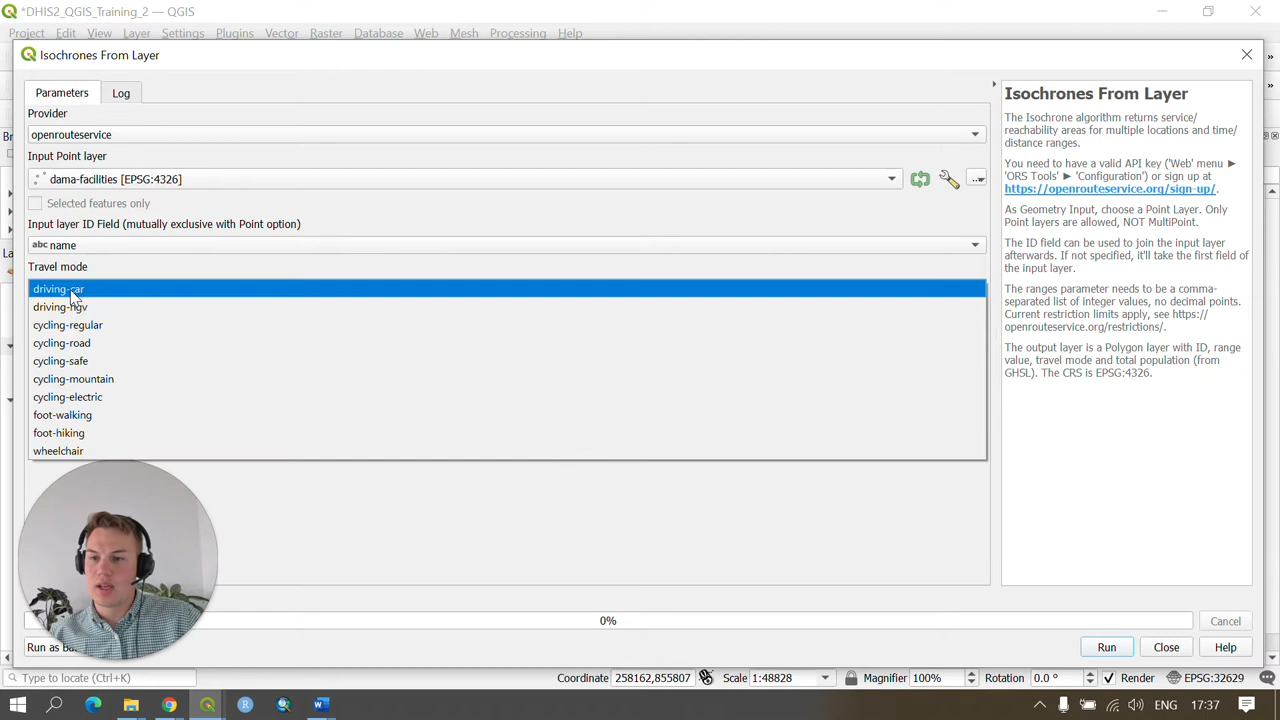 *DHIS2_QGIS_Training_2 — QGIS
Project Edit View Layer Settings Plugins Vector Raster Database Web Mesh Processing Help
Isochrones From Layer
Parameters Log
Provider
openrouteservice
Input Point layer
dama-facilities [EPSG:4326]
Selected features only
Input layer ID Field (mutually exclusive with Point option)
abc name
Travel mode
driving-car
driving-hgv
cycling-regular
cycling-road
cycling-safe
cycling-mountain
cycling-electric
foot-walking
foot-hiking
wheelchair
Isochrones From Layer
The Isochrone algorithm returns service/
reachability areas for multiple locations and time/
distance ranges.
You need to have a valid API key ('Web' menu ►
'ORS Tools' ► 'Configuration') or sign up at
https://openrouteservice.org/sign-up/.
As Geometry Input, choose a Point Layer. Only
Point layers are allowed, NOT MultiPoint.
The ID field can be used to join the input layer
afterwards. If not specified, it'll take the first field of
the input layer.
The ranges parameter needs to be a comma-
separated list of integer values, no decimal points.
Current restriction limits apply, see https://
openrouteservice.org/restrictions/.
The output layer is a Polygon layer with ID, range
value, travel mode and total population (from
GHSL). The CRS is EPSG:4326.
0%
Cancel
Run as
Run Close Help
Type to locate (Ctrl+K)
Coordinate 258162,855807 Scale 1:48828 Magnifier 100% Rotation 0.0 ° Render EPSG:32629
ENG 17:37